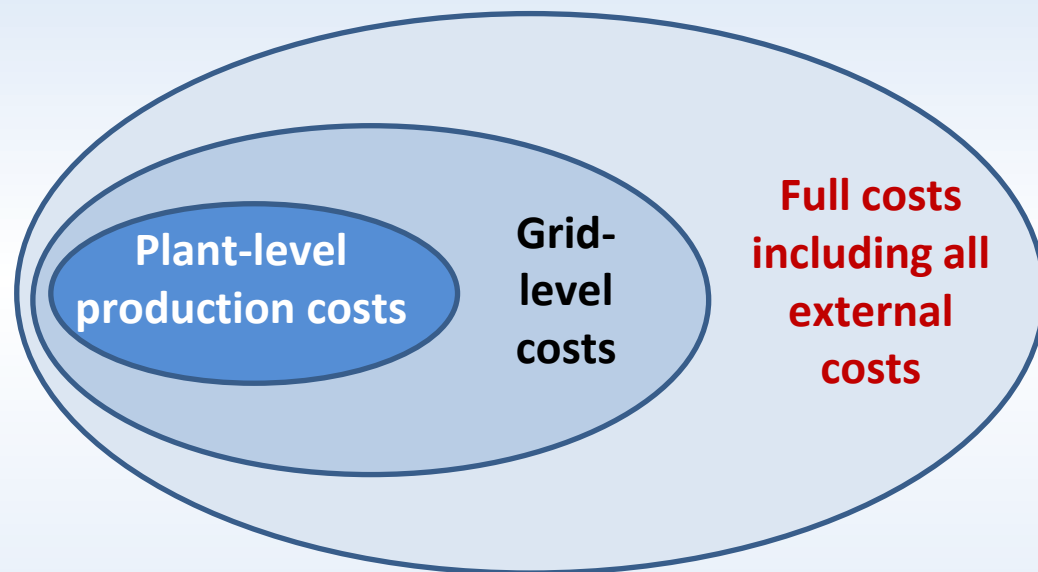 Plant-level
production costs
Grid-
level
costs
Full costs
including all
external
costs